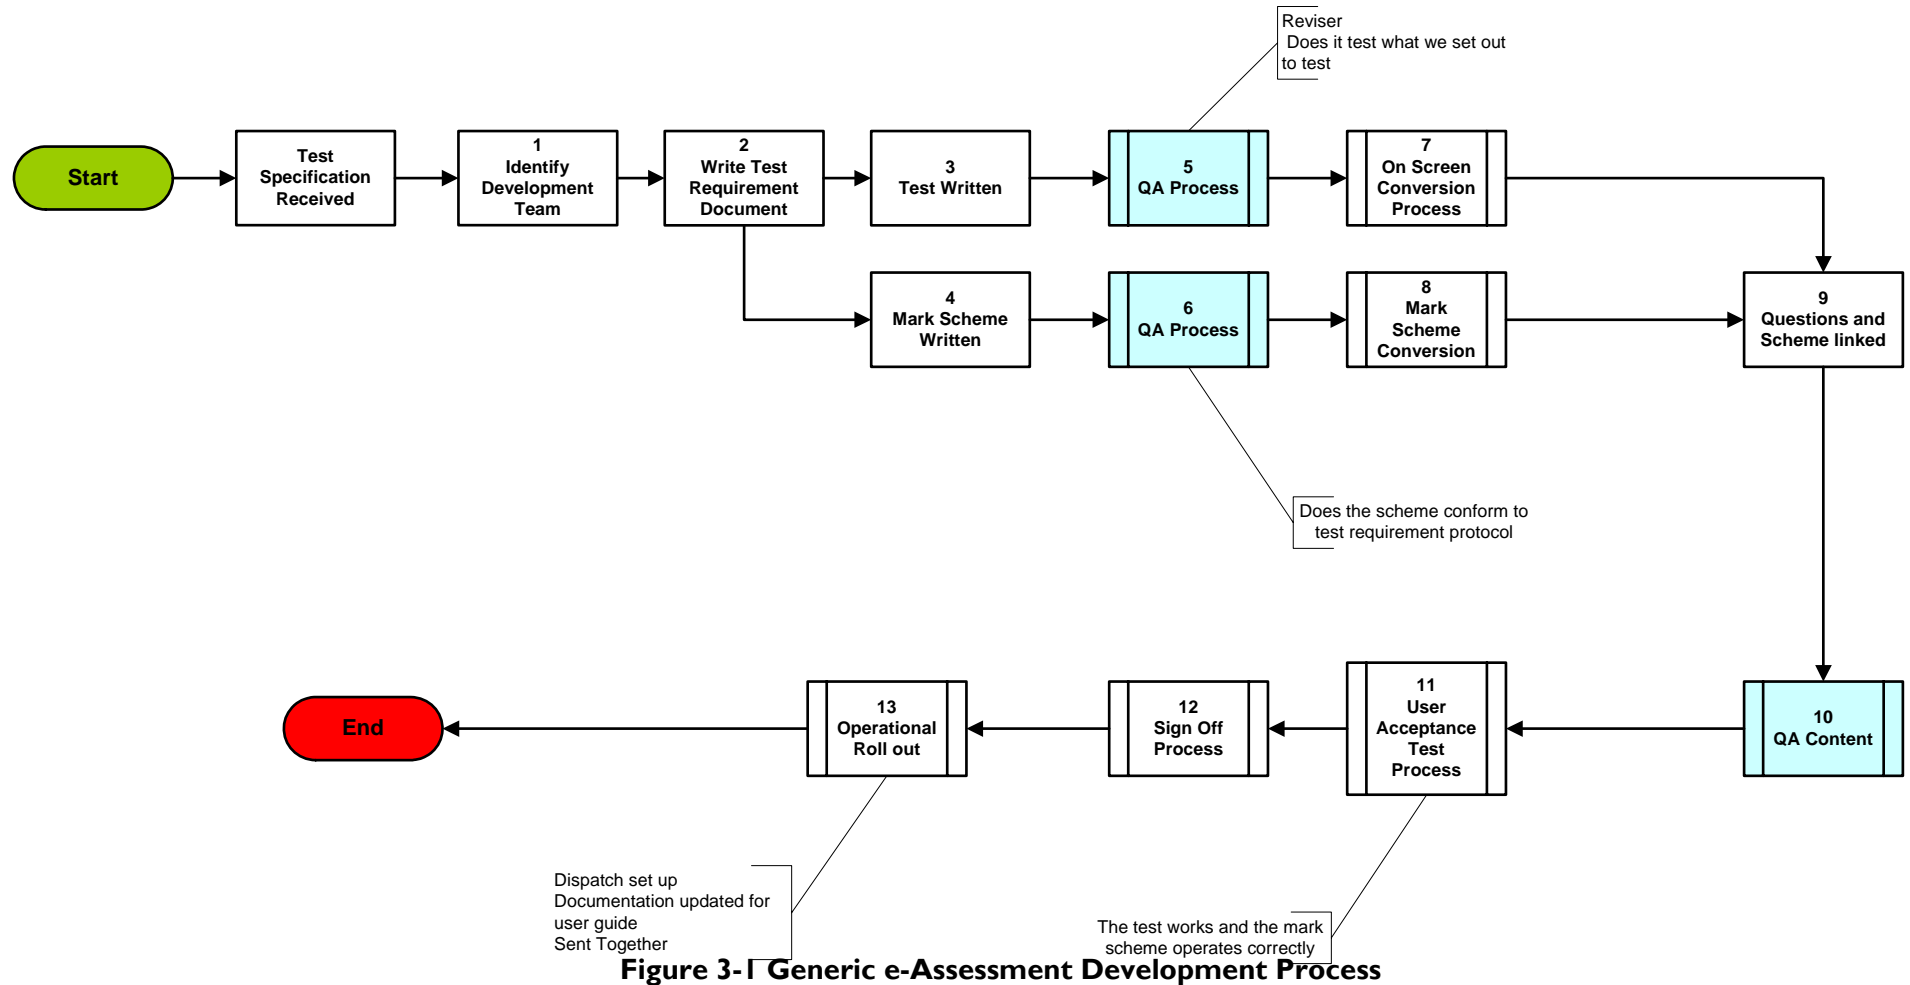 Reviser
Does it test what we set out
to test
Start
Test
Specification
Received
1
Identify
Development
Team
2
Write Test
Requirement
Document
3
Test Written
5
QA Process
7
On Screen
Conversion
Process
4
Mark Scheme
Written
6
QA Process
8
Mark
Scheme
Conversion
9
Questions and
Scheme linked
Does the scheme conform to
test requirement protocol
End
13
Operational
Roll out
12
Sign Off
Process
11
User
Acceptance
Test
Process
10
QA Content
Dispatch set up
Documentation updated for
user guide
Sent Together
The test works and the mark
scheme operates correctly
Figure 3-1 Generic e-Assessment Development Process